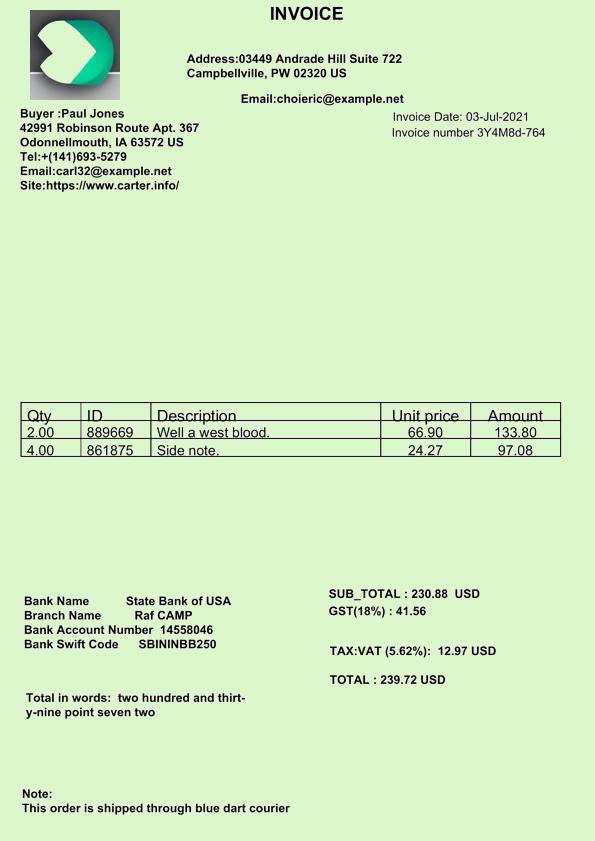 INVOICE
Address:03449 Andrade Hill Suite 722
Campbellville, PW 02320 US
Email:choieric@example.net
Buyer :Paul Jones
42991 Robinson Route Apt. 367
Odonnellmouth, IA 63572 US
Tel:+(141)693-5279
Email:carl32@example.net
Site:https://www.carter.info/
Invoice Date: 03-Jul-2021
Invoice number 3Y4M8d-764
Qty ID Description Unit price Amount
2.00 889669 Well a west blood. 66.90 133.80
4.00 861875 Side note. 24.27 97.08
Bank Name State Bank of USA
Branch Name Raf CAMP
Bank Account Number 14558046
Bank Swift Code SBININBB250
SUB_TOTAL : 230.88 USD
GST(18%) : 41.56
TAX:VAT (5.62%): 12.97 USD
TOTAL : 239.72 USD
Total in words: two hundred and thirt-
y-nine point seven two
Note:
This order is shipped through blue dart courier